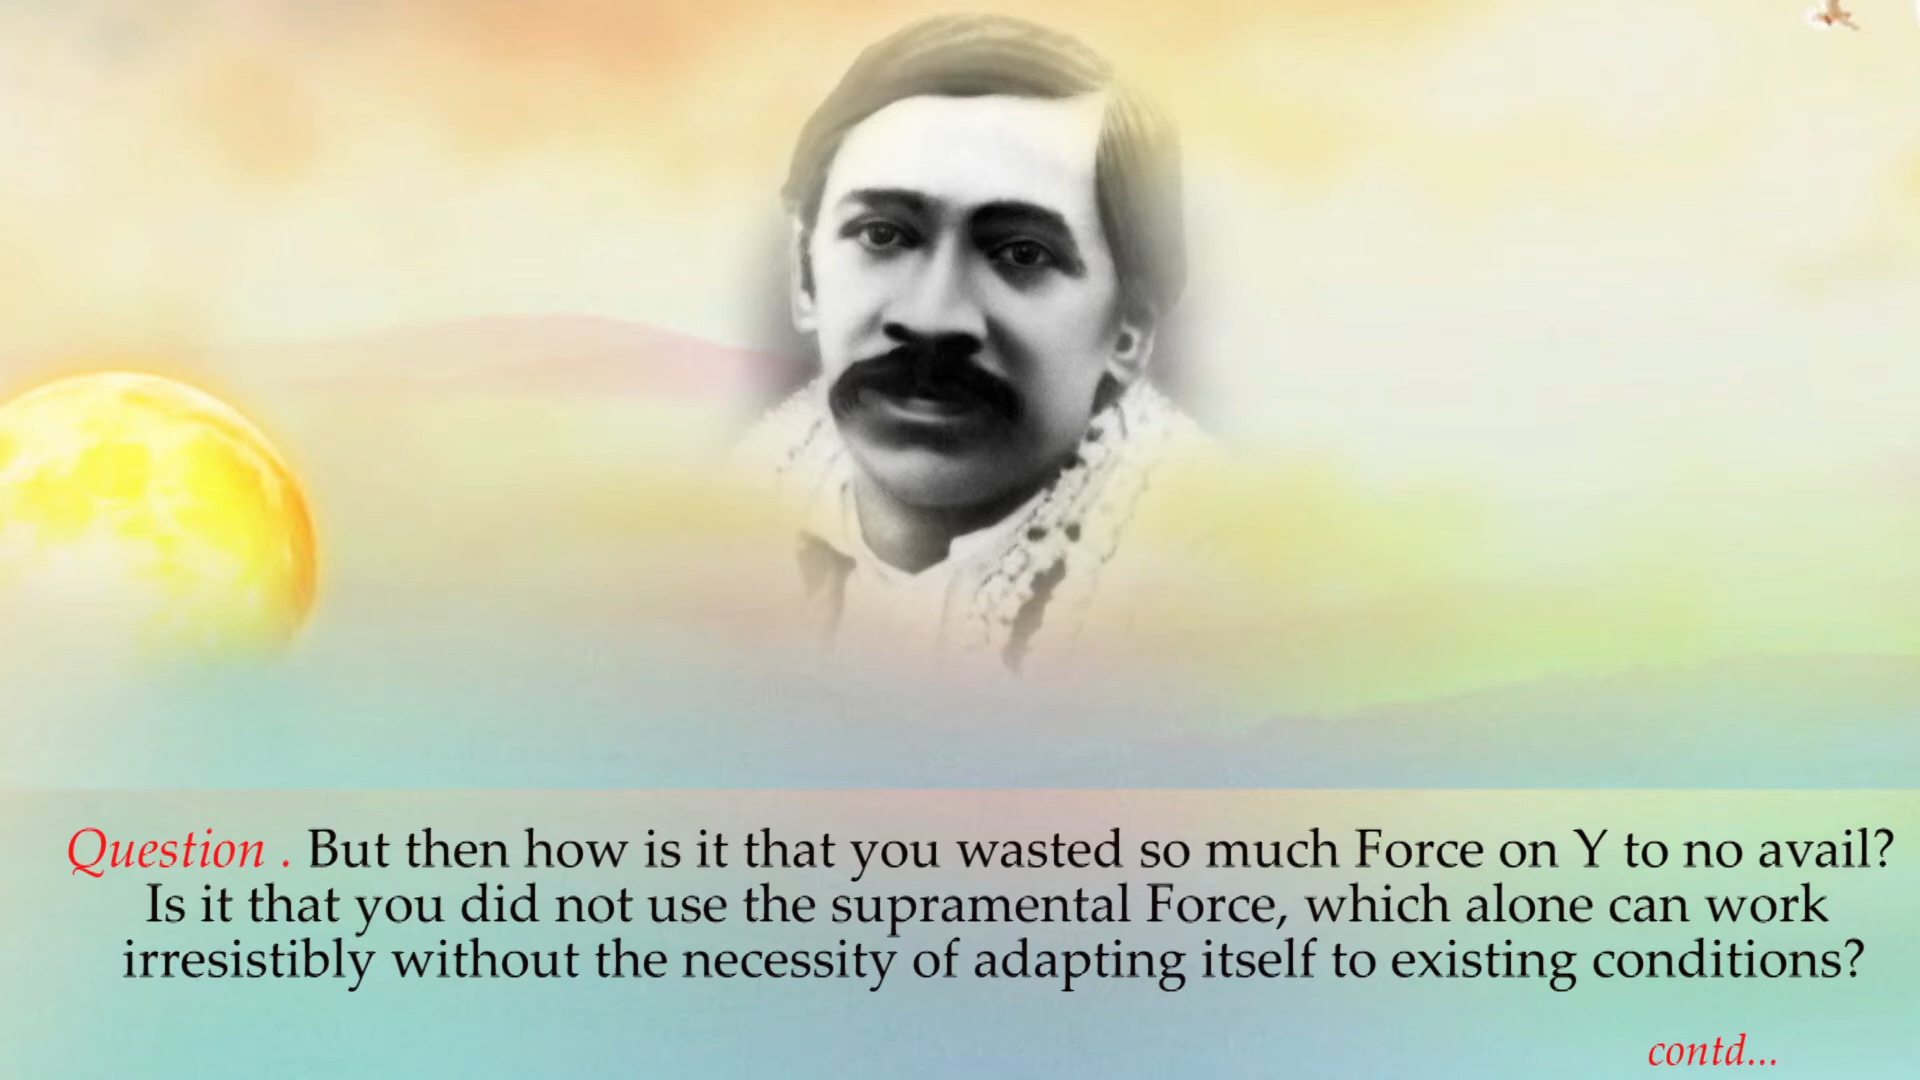 Question . But then how is it that you wasted so much Force on Y to no avail?
Is it that you did not use the supramental Force, which alone can work
irresistibly without the necessity of adapting itself to existing conditions?
contd...